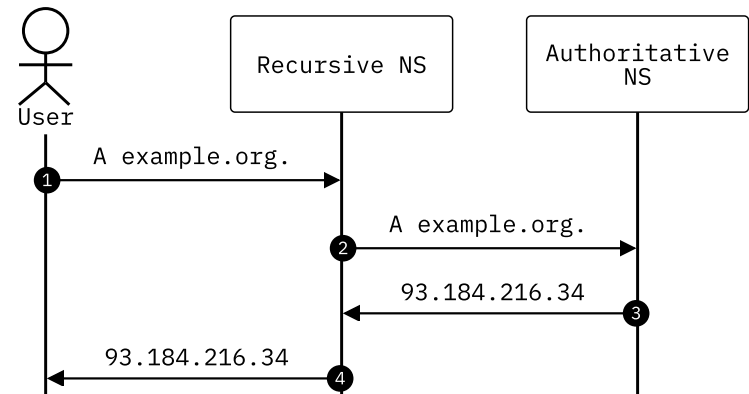 Recursive NS
Authoritative
NS
User
A example.org.
1
A example.org.
2
93.184.216.34
3
93.184.216.34
4